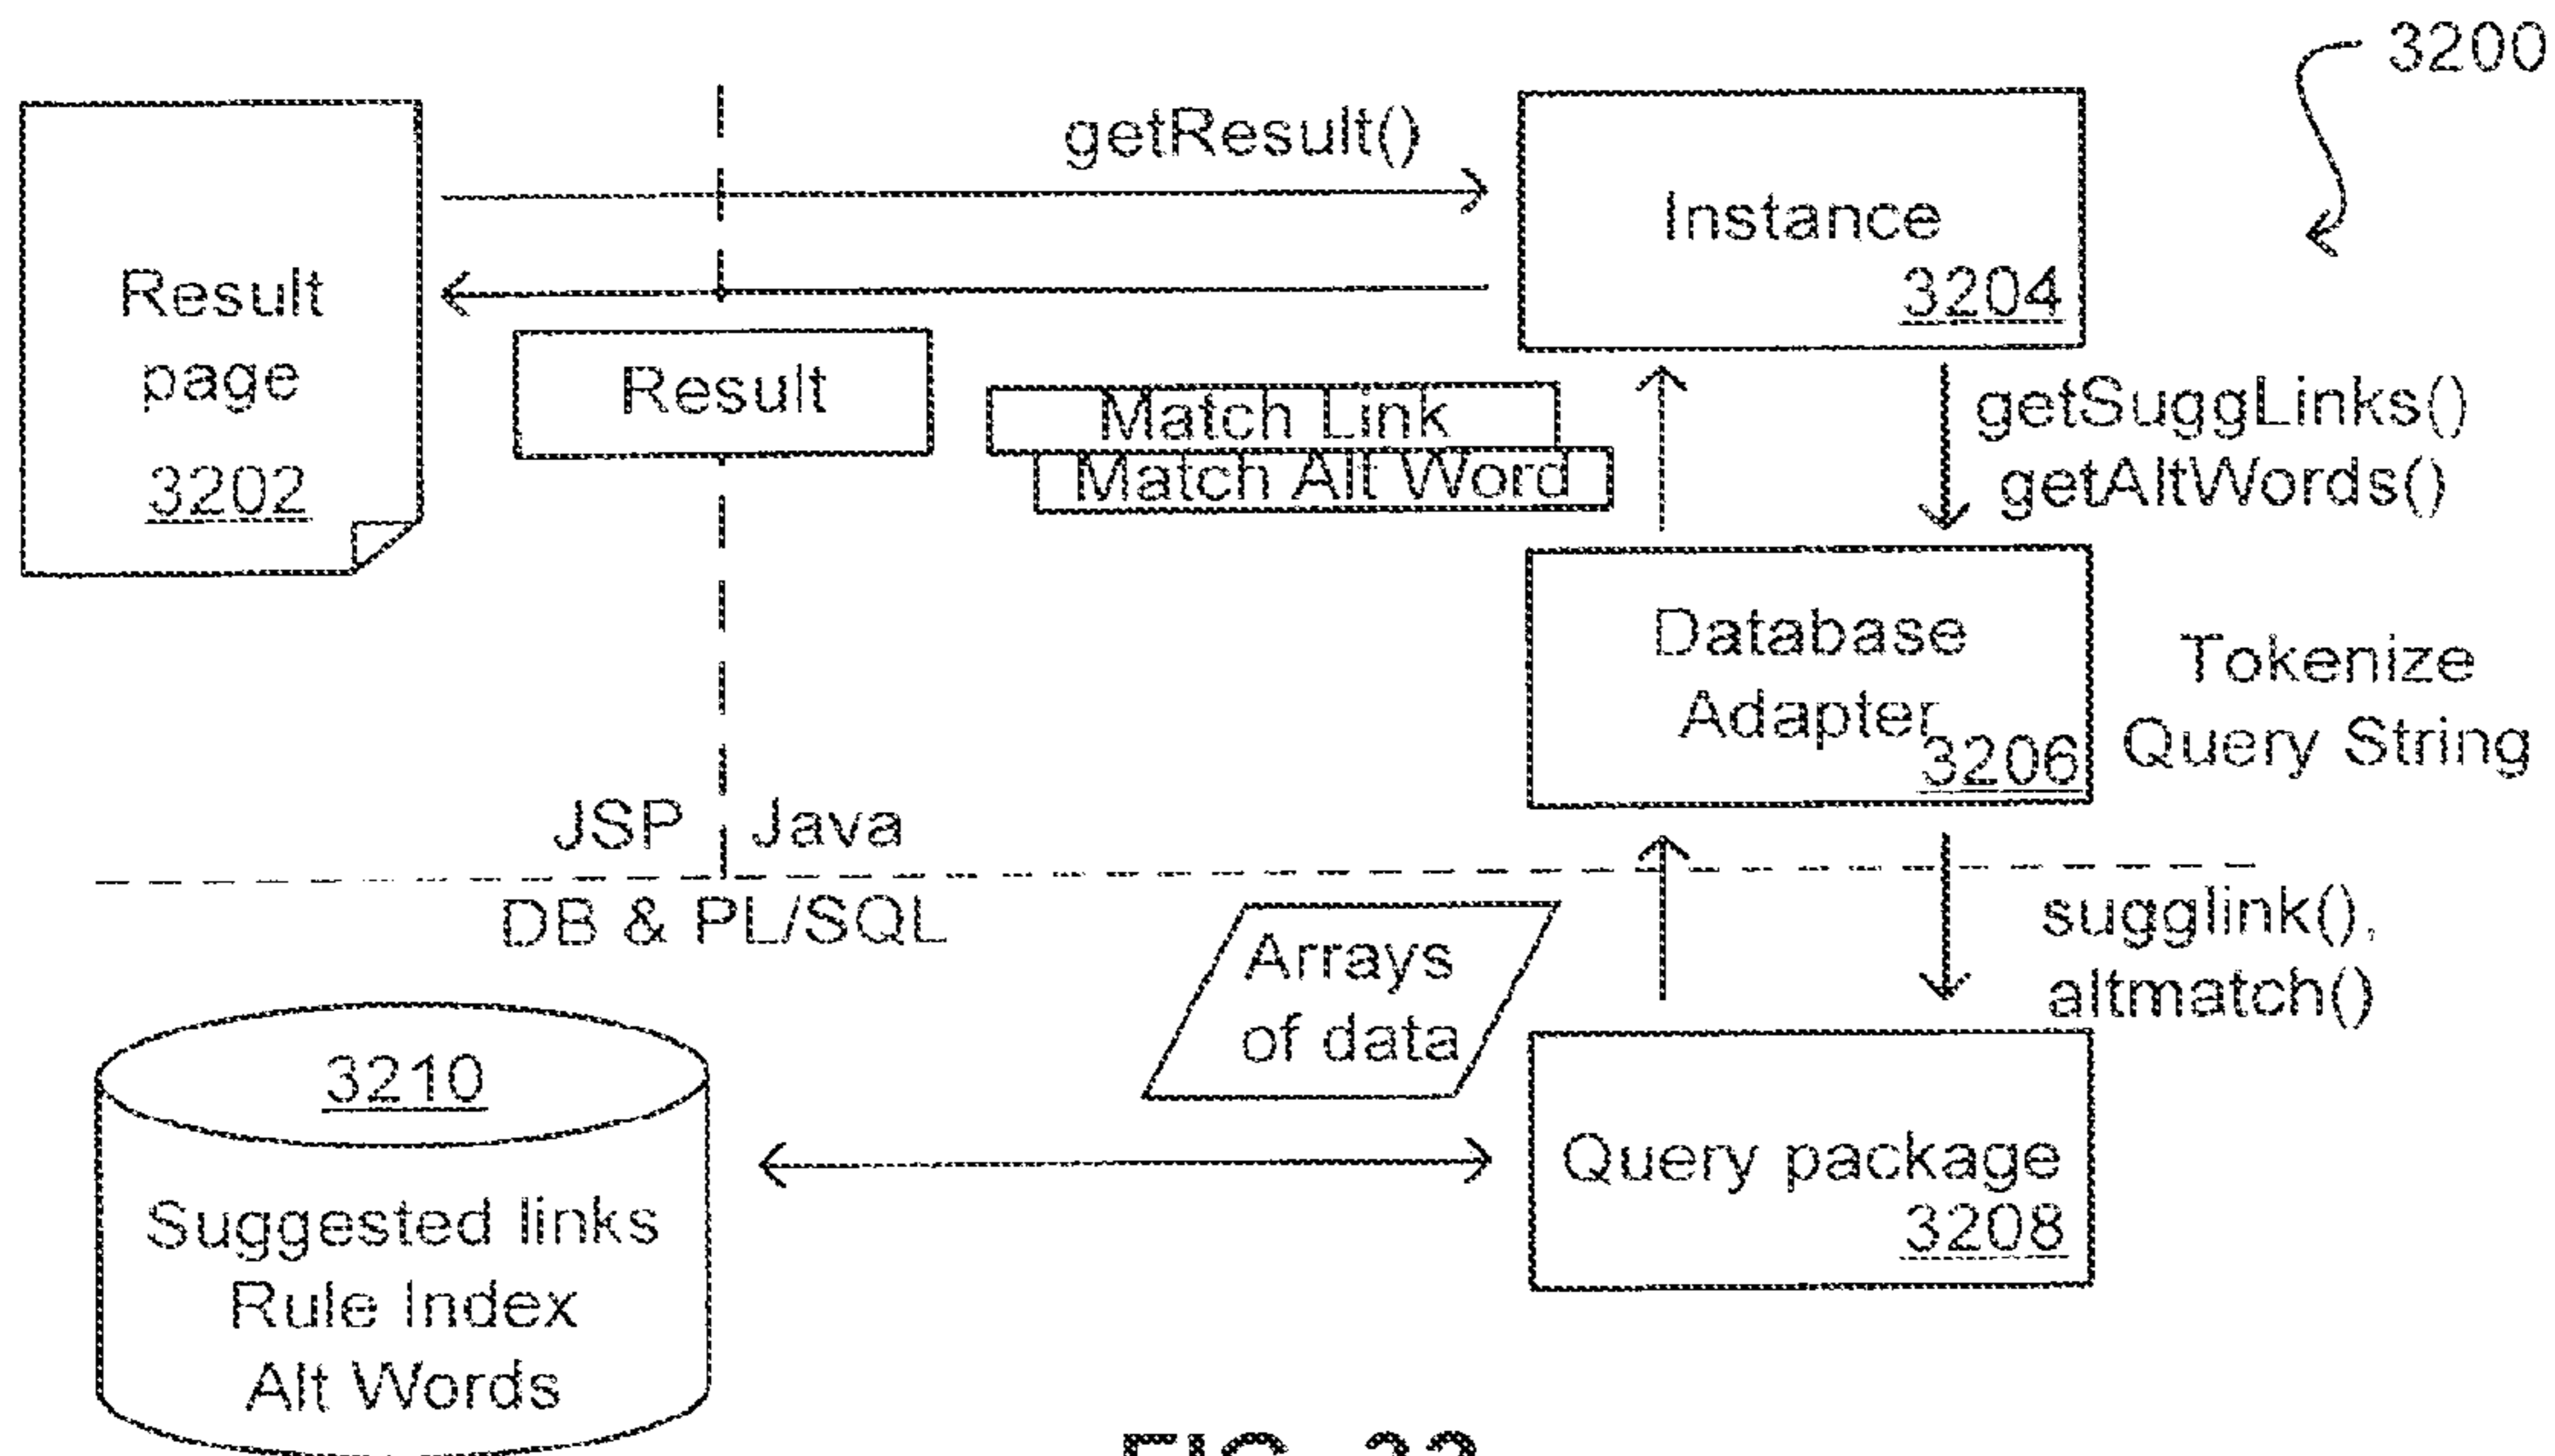 3200
getResult()
Instance
3204
Result
page
3202
Result
Match Link
Match Alt Word
getSuggLinks()
getAltWords()
Database
Adapter
3206
Tokenize
Query String
JSP
Java
DB & PL/SQL
sugglink(),
altmatch()
Arrays
of data
3210
Suggested links
Rule Index
Alt Words
Query package
3208